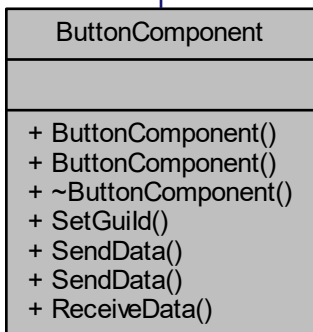 ButtonComponent
+ ButtonComponent()
+ ButtonComponent()
+ ~ButtonComponent()
+ SetGuild()
+ SendData()
+ SendData()
+ ReceiveData()